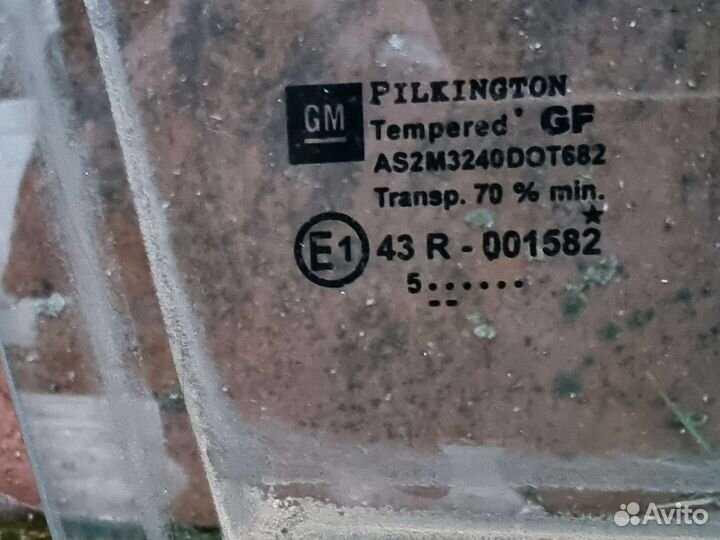 GM
PILKINGTON
Tempered GF
AS2M3240DOT682
Transp. 70 % min.
E1 43 R - 001582
5......
Avito